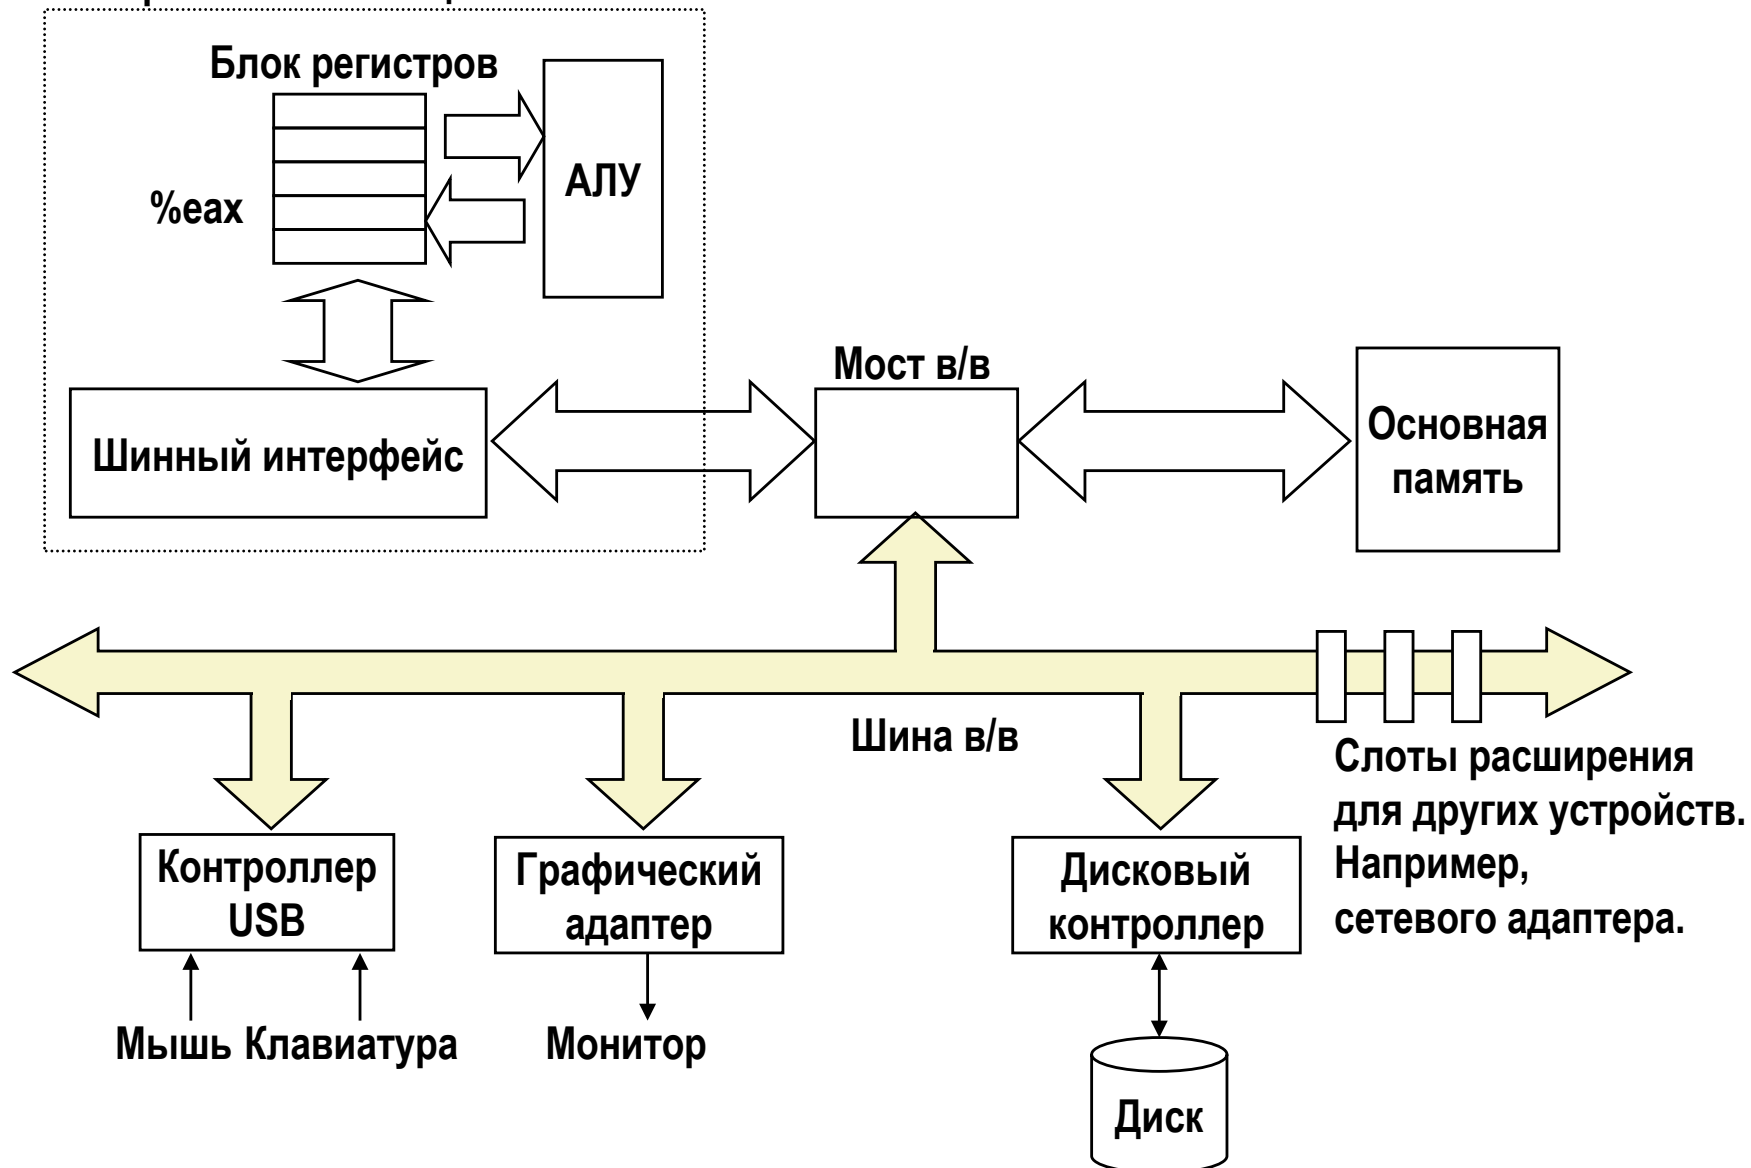 Блок регистров
АЛУ
%eax
Мост в/в
Шинный интерфейс
Основная
память
Шина в/в
Слоты расширения
для других устройств.
Например,
сетевого адаптера.
Контроллер
USB
Графический
адаптер
Дисковый
контроллер
Мышь Клавиатура
Монитор
Диск